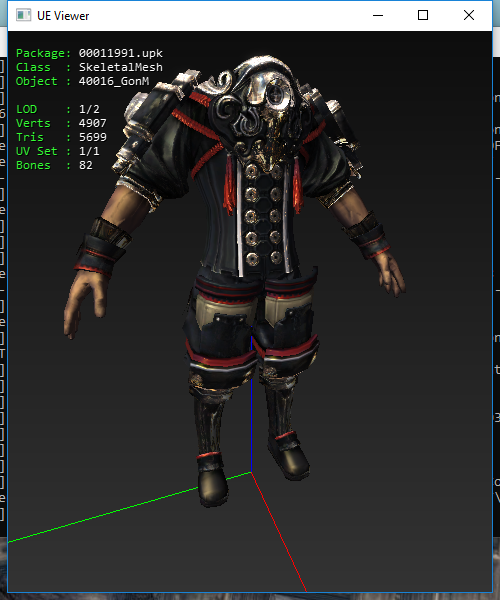 UE Viewer
Package: 00011991.upk
Class : SkeletalMesh
Object : 40016_GonM
LOD : 1/2
Verts : 4907
Tris : 5699
UV Set : 1/1
Bones : 82